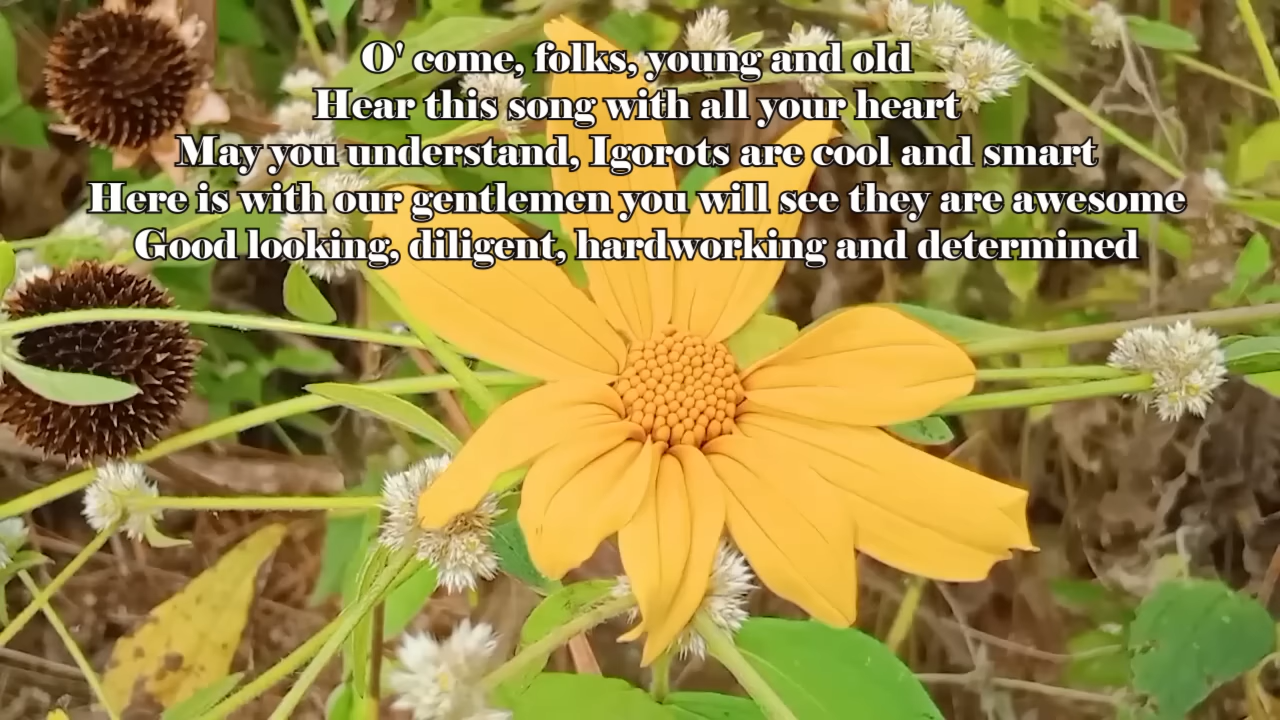 O' come, folks, young and old
Hear this song with all your heart
May you understand, Igorots are cool and smart
Here is with our gentlemen you will see they are awesome
Good looking, diligent, hardworking and determined